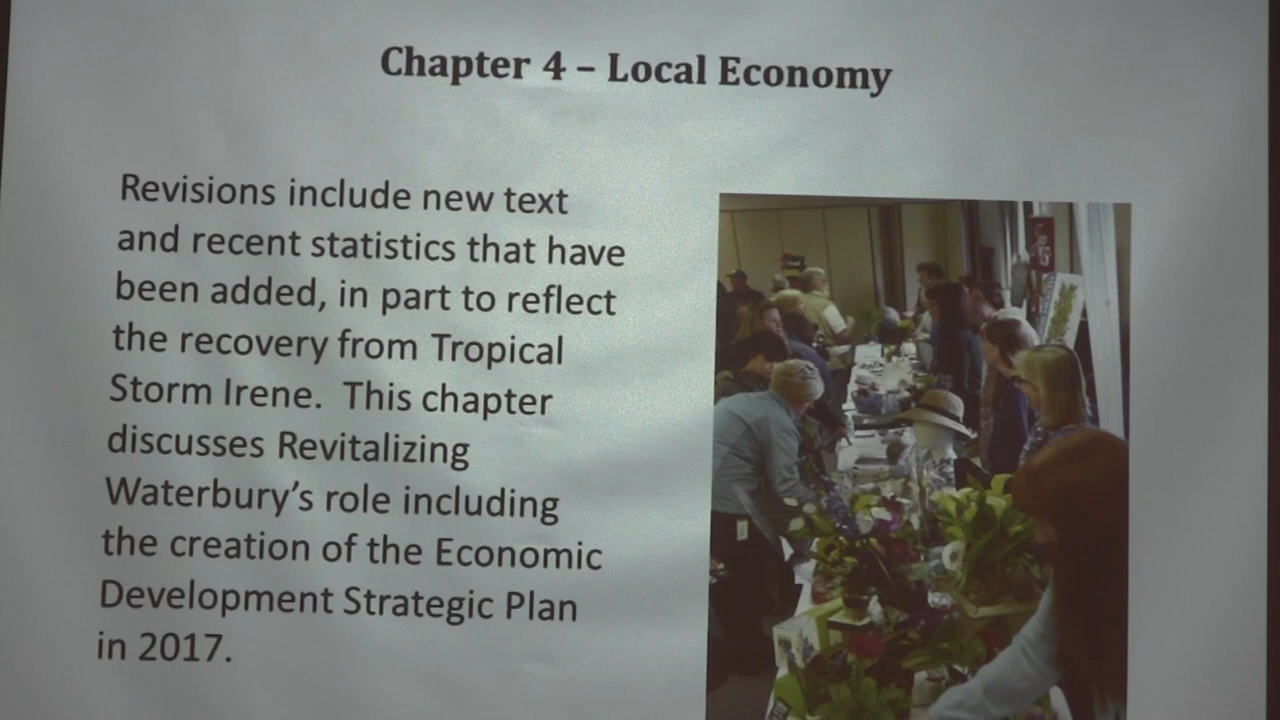 Chapter 4 – Local Economy
Revisions include new text
and recent statistics that have
been added, in part to reflect
the recovery from Tropical
Storm Irene.  This chapter
discusses Revitalizing
Waterbury’s role including
the creation of the Economic
Development Strategic Plan
in 2017.